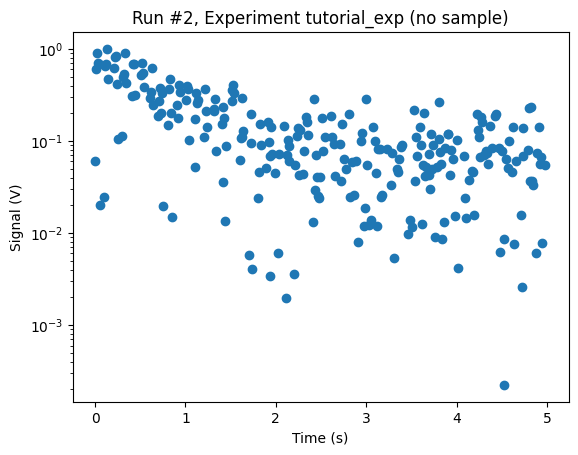 Run #2, Experiment tutorial_exp (no sample)
Signal (V)
10⁰
10⁻¹
10⁻²
10⁻³
0 1 2 3 4 5
Time (s)